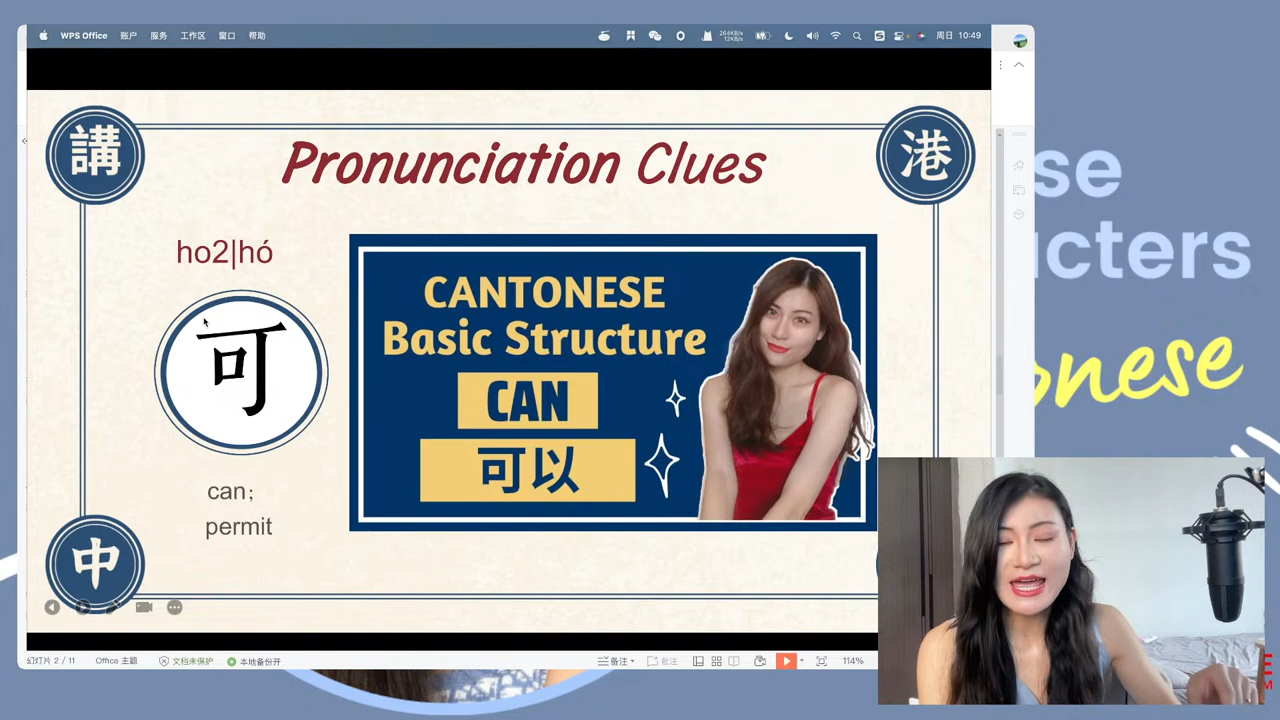 WPS Office 账户 服务 工作区 窗口 帮助
264KB/s
12KB/s
周日 10:49
講
港
Pronunciation Clues
ho2|hó
可
can；
permit
CANTONESE
Basic Structure
CAN
可以
中
se
cters
onese
幻灯片 2 / 11 Office 主题 文档未保护 本地备份开
备注 批注 114%
E
M